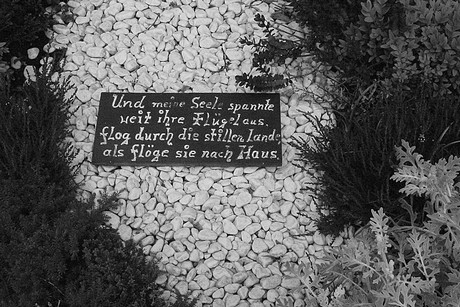 Und meine Seele spannte
weit ihre Flügel aus,
flog durch die stillen Lande,
als flöge sie nach Haus.